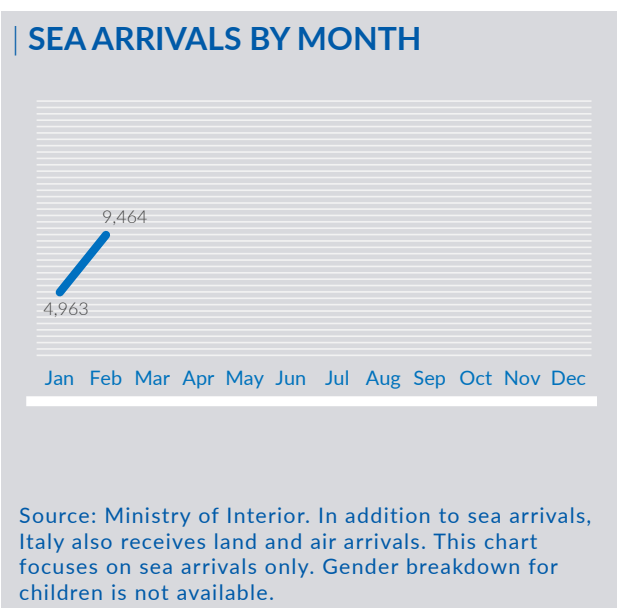 SEA ARRIVALS BY MONTH
9,464
4,963
Jan Feb Mar Apr May Jun Jul Aug Sep Oct Nov Dec
Source: Ministry of Interior. In addition to sea arrivals,
Italy also receives land and air arrivals. This chart
focuses on sea arrivals only. Gender breakdown for
children is not available.